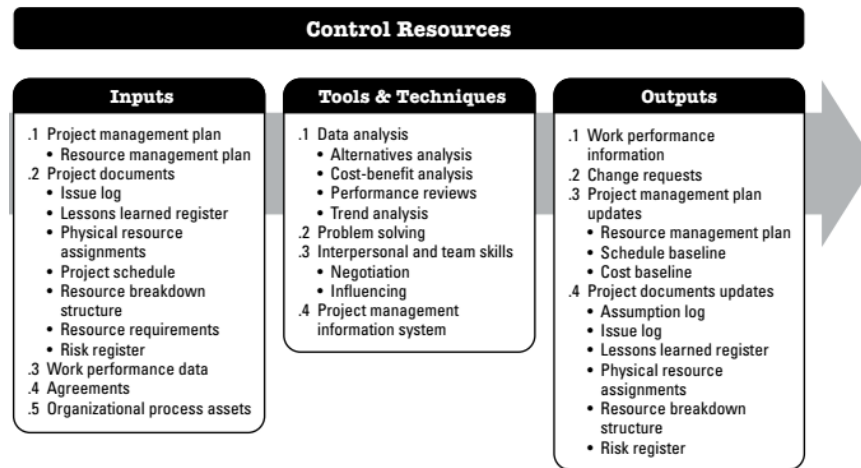 Control Resources
Inputs
.1 Project management plan
• Resource management plan
.2 Project documents
• Issue log
• Lessons learned register
• Physical resource
assignments
• Project schedule
• Resource breakdown
structure
• Resource requirements
• Risk register
.3 Work performance data
.4 Agreements
.5 Organizational process assets
Tools & Techniques
.1 Data analysis
• Alternatives analysis
• Cost-benefit analysis
• Performance reviews
• Trend analysis
.2 Problem solving
.3 Interpersonal and team skills
• Negotiation
• Influencing
.4 Project management
information system
Outputs
.1 Work performance
information
.2 Change requests
.3 Project management plan
updates
• Resource management plan
• Schedule baseline
• Cost baseline
.4 Project documents updates
• Assumption log
• Issue log
• Lessons learned register
• Physical resource
assignments
• Resource breakdown
structure
• Risk register